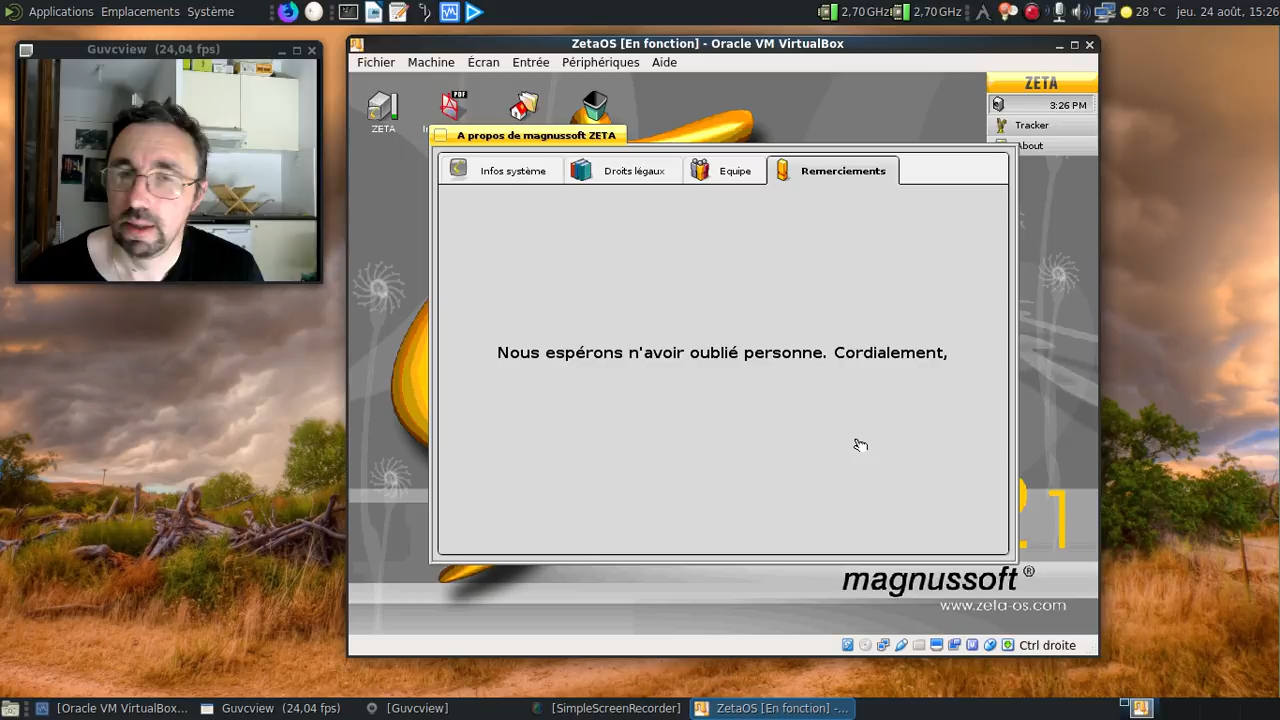 Applications Emplacements Système
2,70 GHz 2,70 GHz 28 °C jeu. 24 août, 15:26
Guvcview (24,04 fps)
ZetaOS [En fonction] - Oracle VM VirtualBox
Fichier Machine Écran Entrée Périphériques Aide
ZETA
3:26 PM
Tracker
About
ZETA
PDF
A propos de magnussoft ZETA
Infos système Droits légaux Equipe Remerciements
Nous espérons n'avoir oublié personne. Cordialement,
21
magnussoft®
www.zeta-os.com
Ctrl droite
[Oracle VM VirtualBox... Guvcview (24,04 fps) [Guvcview] [SimpleScreenRecorder] ZetaOS [En fonction] -...